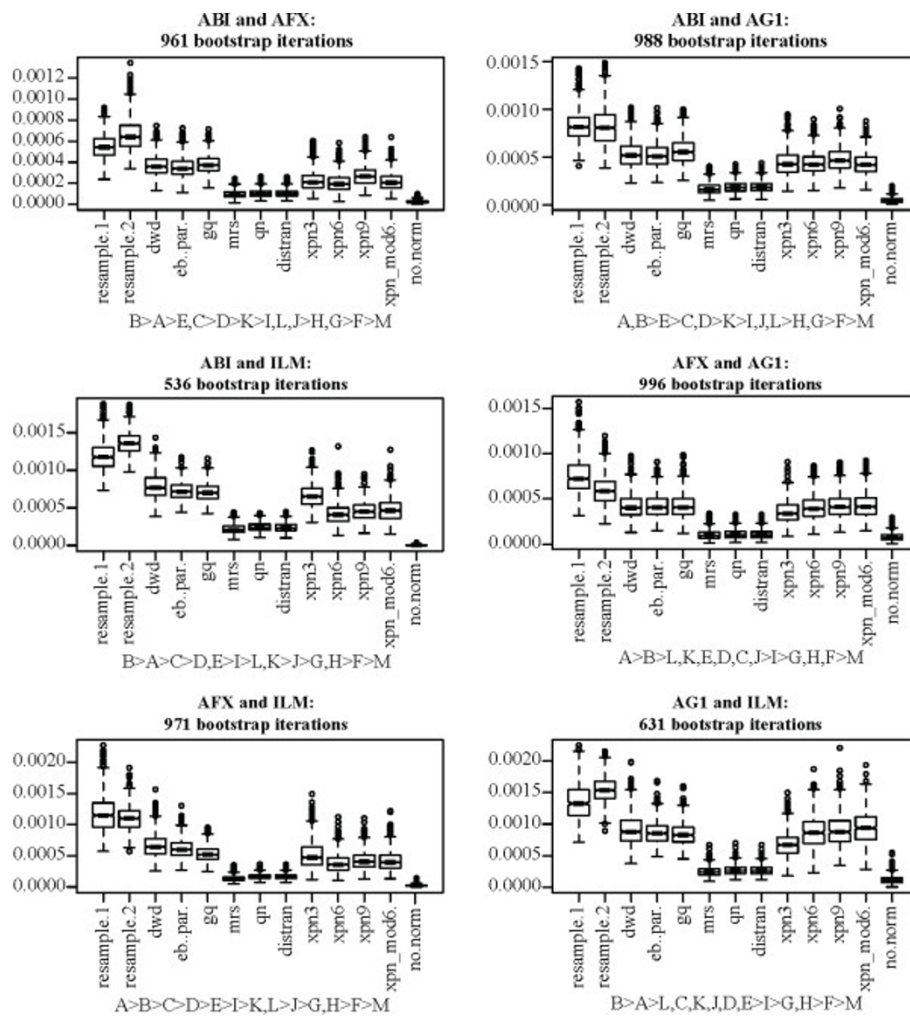 ABI and AFX:
961 bootstrap iterations
0.0012
0.0010
0.0008
0.0006
0.0004
0.0002
0.0000
resample.1
resample.2
dwd
eb..par.
gq
mrs
qn
distran
xpn3
xpn6
xpn9
xpn_mod6.
no.norm
B>A>E,C>D>K>I,L,J>H,G>F>M
ABI and AG1:
988 bootstrap iterations
0.0015
0.0010
0.0005
0.0000
resample.1
resample.2
dwd
eb..par.
gq
mrs
qn
distran
xpn3
xpn6
xpn9
xpn_mod6.
no.norm
A,B>E>C,D>K>I,J,L>H,G>F>M
ABI and ILM:
536 bootstrap iterations
0.0015
0.0010
0.0005
0.0000
resample.1
resample.2
dwd
eb..par.
gq
mrs
qn
distran
xpn3
xpn6
xpn9
xpn_mod6.
no.norm
B>A>C>D,E>I>L,K>J>G,H>F>M
AFX and AG1:
996 bootstrap iterations
0.0015
0.0010
0.0005
0.0000
resample.1
resample.2
dwd
eb..par.
gq
mrs
qn
distran
xpn3
xpn6
xpn9
xpn_mod6.
no.norm
A>B>L,K,E,D,C,J>I>G,H,F>M
AFX and ILM:
971 bootstrap iterations
0.0020
0.0015
0.0010
0.0005
0.0000
resample.1
resample.2
dwd
eb..par.
gq
mrs
qn
distran
xpn3
xpn6
xpn9
xpn_mod6.
no.norm
A>B>C>D>E>I>K,L>J>G,H>F>M
AG1 and ILM:
631 bootstrap iterations
0.0020
0.0015
0.0010
0.0005
0.0000
resample.1
resample.2
dwd
eb..par.
gq
mrs
qn
distran
xpn3
xpn6
xpn9
xpn_mod6.
no.norm
B>A>L,C,K,J,D,E>I>G,H>F>M